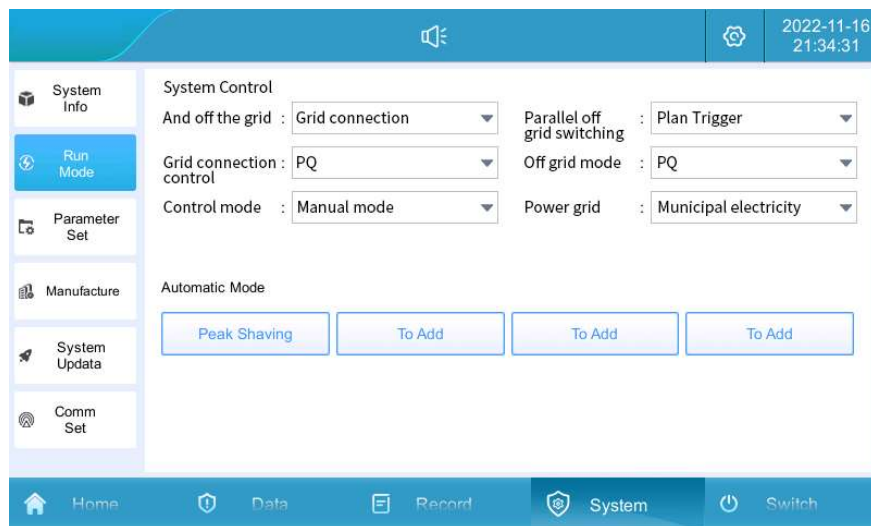 2022-11-16
21:34:31
System
Info
Run
Mode
Parameter
Set
Manufacture
System
Updata
Comm
Set
System Control
And off the grid : Grid connection
Parallel off
grid switching : Plan Trigger
Grid connection
control : PQ
Off grid mode : PQ
Control mode : Manual mode
Power grid : Municipal electricity
Automatic Mode
Peak Shaving
To Add
To Add
To Add
Home
Data
Record
System
Switch